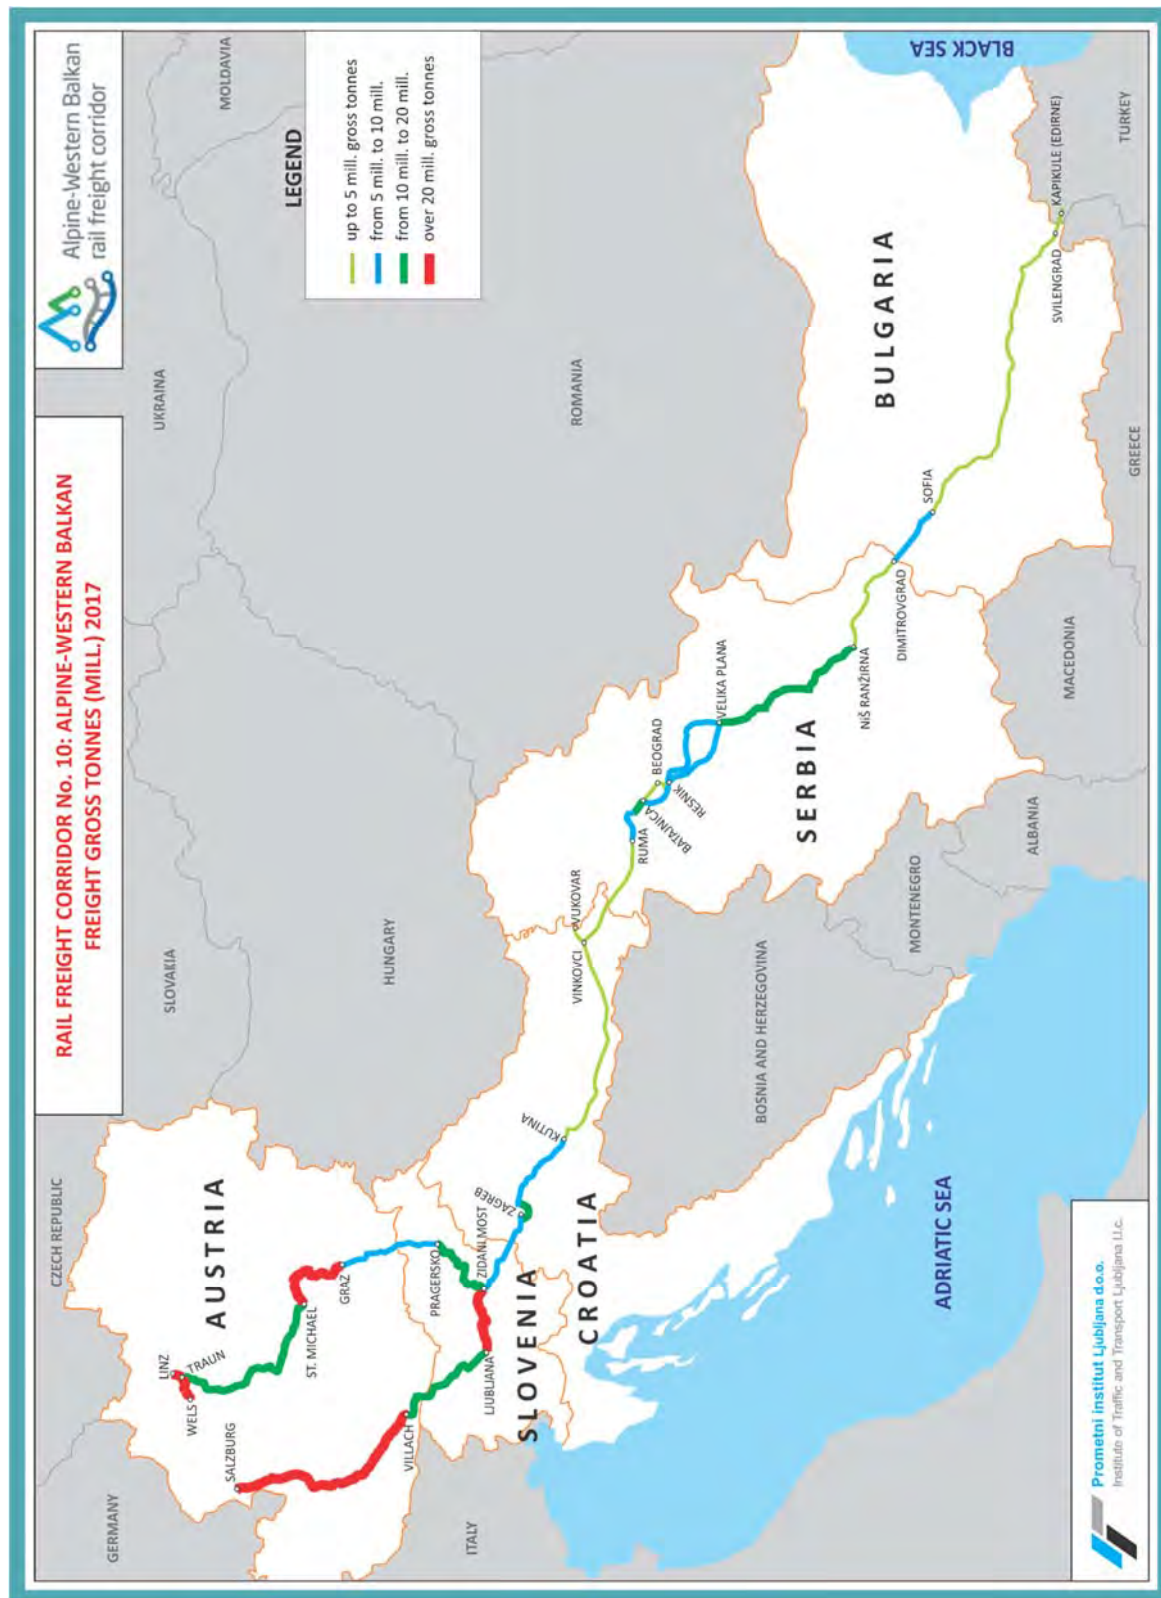 RAIL FREIGHT CORRIDOR No. 10: ALPINE-WESTERN BALKAN
FREIGHT GROSS TONNES (MILL.) 2017
Alpine-Western Balkan
rail freight corridor
LEGEND
up to 5 mill. gross tonnes
from 5 mill. to 10 mill.
from 10 mill. to 20 mill.
over 20 mill. gross tonnes
CZECH REPUBLIC
SLOVAKIA
UKRAINA
MOLDAVIA
GERMANY
AUSTRIA
HUNGARY
ROMANIA
ITALY
SLOVENIA
CROATIA
BOSNIA AND HERZEGOVINA
SERBIA
MONTENEGRO
ALBANIA
MACEDONIA
BULGARIA
GREECE
TURKEY
BLACK SEA
ADRIATIC SEA
LINZ
TRAUN
WELS
SALZBURG
ST. MICHAEL
GRAZ
VILLACH
PRAGERSKO
ZIDANI MOST
LJUBLJANA
ZAGREB
KUTINA
VINKOVCI
VUKOVAR
RUMA
BATAJNICA
BEOGRAD
RESNIK
VELIKA PLANA
NiŠ RANŽIRNA
DIMITROVGRAD
SOFIA
SVILENGRAD
KAPIKULE (EDIRNE)
Prometni institut Ljubljana d.o.o.
Institute of Traffic and Transport Ljubljana l.l.c.